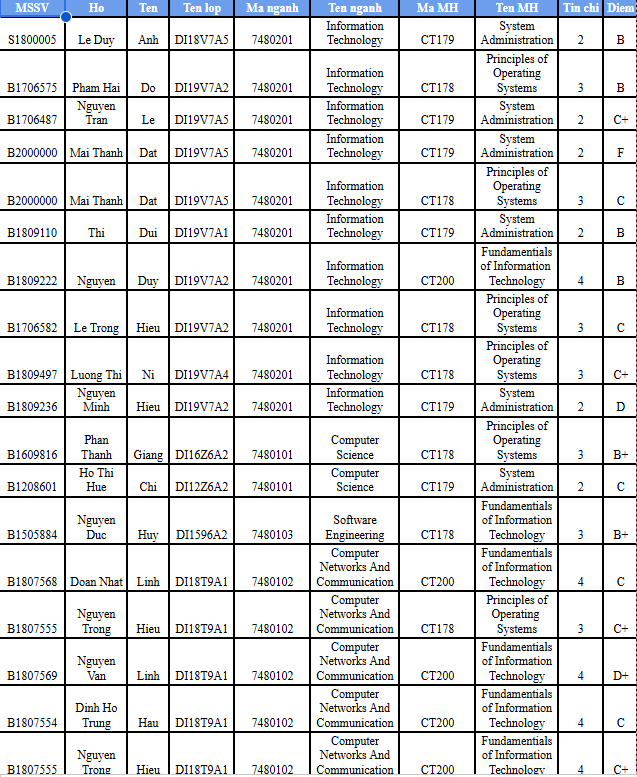 MSSV Ho Ten Ten lop Ma nganh Ten nganh Ma MH Ten MH Tin chi Diem
S1800005 Le Duy Anh DI18V7A5 7480201 Information Technology CT179 System Administration 2 B
B1706575 Pham Hai Do DI19V7A2 7480201 Information Technology CT178 Principles of Operating Systems 3 B
B1706487 Nguyen Tran Le DI19V7A5 7480201 Information Technology CT179 System Administration 2 C+
B2000000 Mai Thanh Dat DI19V7A5 7480201 Information Technology CT179 System Administration 2 F
B2000000 Mai Thanh Dat DI19V7A5 7480201 Information Technology CT178 Principles of Operating Systems 3 C
B1809110 Thi Dui DI19V7A1 7480201 Information Technology CT179 System Administration 2 B
B1809222 Nguyen Duy DI19V7A2 7480201 Information Technology CT200 Fundamentials of Information Technology 4 B
B1706582 Le Trong Hieu DI19V7A2 7480201 Information Technology CT178 Principles of Operating Systems 3 C
B1809497 Luong Thi Ni DI19V7A4 7480201 Information Technology CT178 Principles of Operating Systems 3 C+
B1809236 Nguyen Minh Hieu DI19V7A2 7480201 Information Technology CT179 System Administration 2 D
B1609816 Phan Thanh Giang DI16Z6A2 7480101 Computer Science CT178 Principles of Operating Systems 3 B+
B1208601 Ho Thi Hue Chi DI12Z6A2 7480101 Computer Science CT179 System Administration 2 C
B1505884 Nguyen Duc Huy DI1596A2 7480103 Software Engineering CT178 Fundamentials of Information Technology 3 B+
B1807568 Doan Nhat Linh DI18T9A1 7480102 Computer Networks And Communication CT200 Fundamentials of Information Technology 4 C
B1807555 Nguyen Trong Hieu DI18T9A1 7480102 Computer Networks And Communication CT178 Principles of Operating Systems 3 C+
B1807569 Nguyen Van Linh DI18T9A1 7480102 Computer Networks And Communication CT200 Fundamentals of Information Technology 4 D+
B1807554 Dinh Ho Trung Hau DI18T9A1 7480102 Computer Networks And Communication CT200 Fundamentals of Information Technology 4 C
B1807555 Nguyen Trong Hieu DI18T9A1 7480102 Computer Networks And Communication CT200 Fundamentals of Information Technology 4 C+